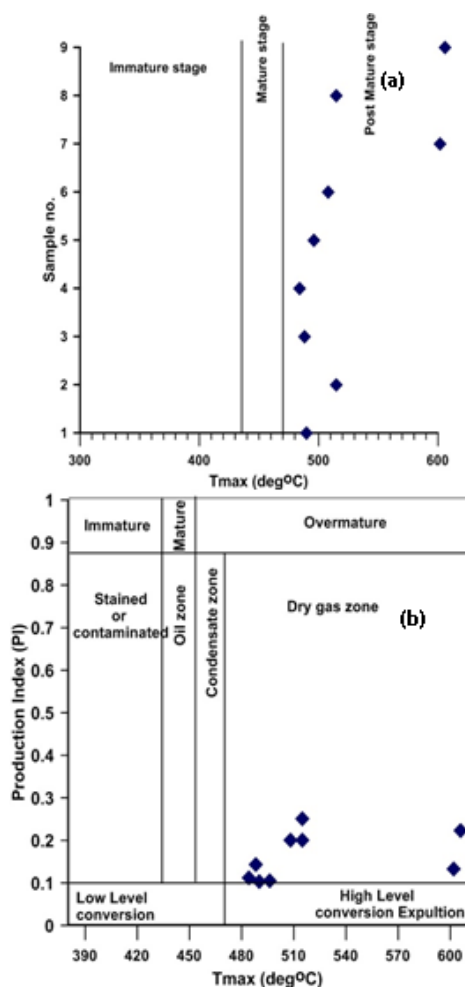 9
8
7
6
5
4
3
2
1
Sample no.
Immature stage
Mature stage
Post Mature stage
(a)
300 400 500 600
Tmax (degOC)
1
0.9
0.8
0.7
0.6
0.5
0.4
0.3
0.2
0.1
0
Production Index (PI)
Immature
Mature
Overmature
Stained
or
contaminated
Oil zone
Condensate zone
Dry gas zone
(b)
Low Level
conversion
High Level
conversion Expultion
390 420 450 480 510 540 570 600
Tmax (degOC)